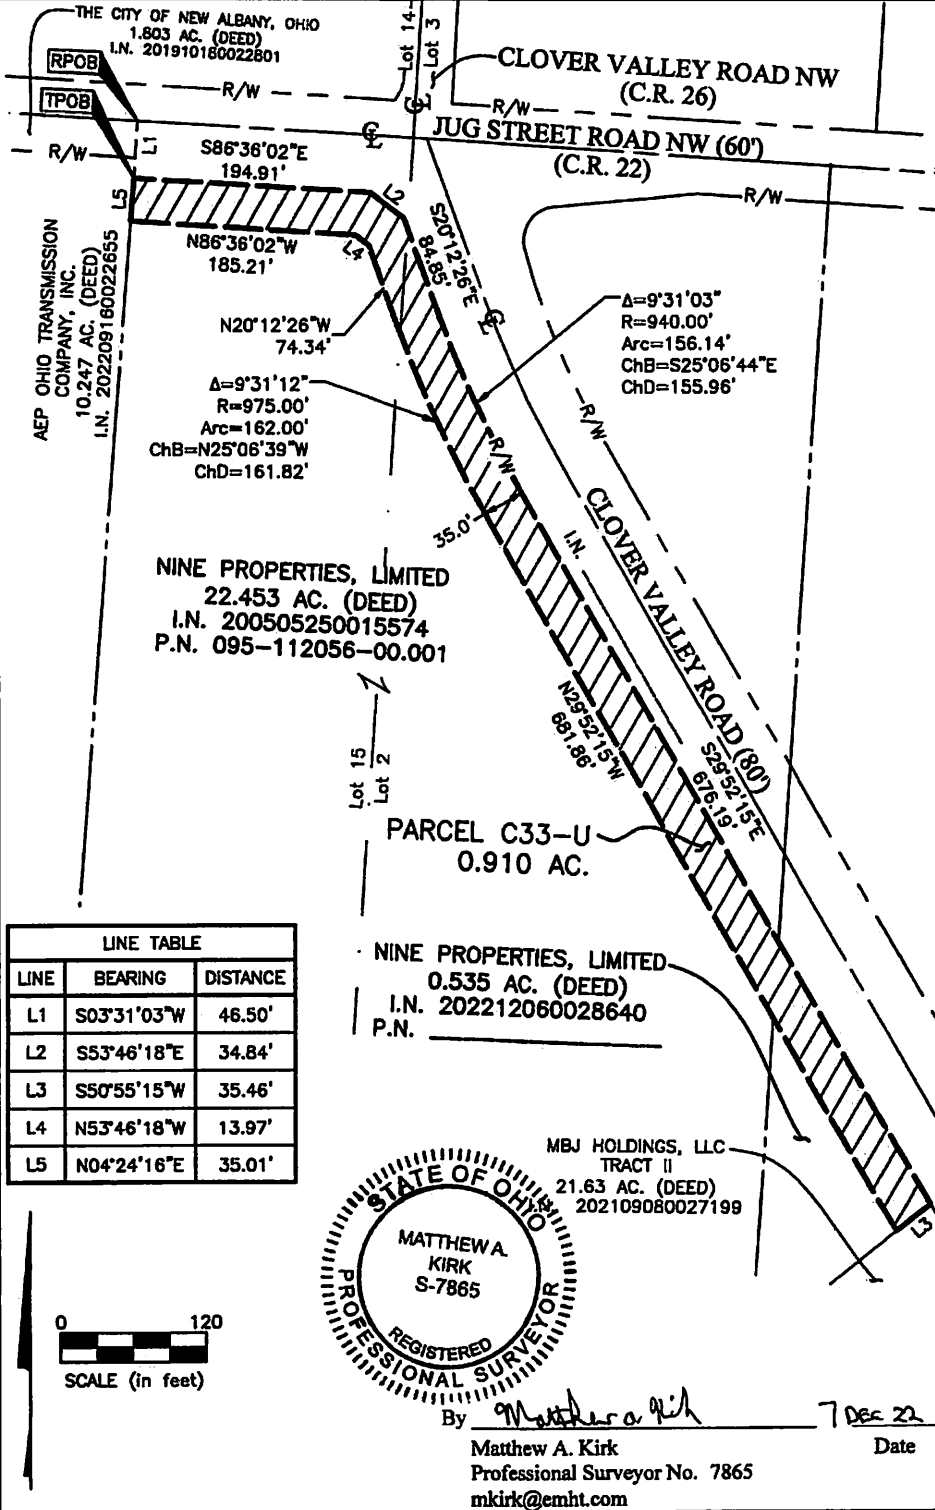 THE CITY OF NEW ALBANY, OHIO
1.803 AC. (DEED)
I.N. 201910180022801
Lot 14
Lot 3
CLOVER VALLEY ROAD NW
(C.R. 26)
RPOB
TPOB
R/W
R/W
JUG STREET ROAD NW (60')
(C.R. 22)
R/W
L1
S86°36'02"E
194.91'
L2
L5
N86°36'02"W
185.21'
L4
S20°12'26"E
84.85'
R/W
AEP OHIO TRANSMISSION
COMPANY, INC.
10.247 AC. (DEED)
I.N. 202209160022655
N20°12'26"W
74.34'
Δ=9°31'03"
R=940.00'
Arc=156.14'
ChB=S25°06'44"E
ChD=155.96'
Δ=9°31'12"
R=975.00'
Arc=162.00'
ChB=N25°06'39"W
ChD=161.82'
R/W
R/W
35.0'
I.N.
CLOVER VALLEY ROAD (80')
NINE PROPERTIES, LIMITED
22.453 AC. (DEED)
I.N. 200505250015574
P.N. 095-112056-00.001
N29°52'15"W
681.86'
S29°52'15"E
676.19'
Lot 15
Lot 2
PARCEL C33-U
0.910 AC.
NINE PROPERTIES, LIMITED
0.535 AC. (DEED)
I.N. 202212060028640
P.N.
LINE TABLE
LINE BEARING DISTANCE
L1 S03°31'03"W 46.50'
L2 S53°46'18"E 34.84'
L3 S50°55'15"W 35.46'
L4 N53°46'18"W 13.97'
L5 N04°24'16"E 35.01'
MBJ HOLDINGS, LLC
TRACT II
21.63 AC. (DEED)
202109080027199
L3
STATE OF OHIO
MATTHEW A.
KIRK
S-7865
REGISTERED
PROFESSIONAL SURVEYOR
0 120
SCALE (in feet)
By Matthew A Kirk 7 DEC 22
Matthew A. Kirk Date
Professional Surveyor No. 7865
mkirk@emht.com